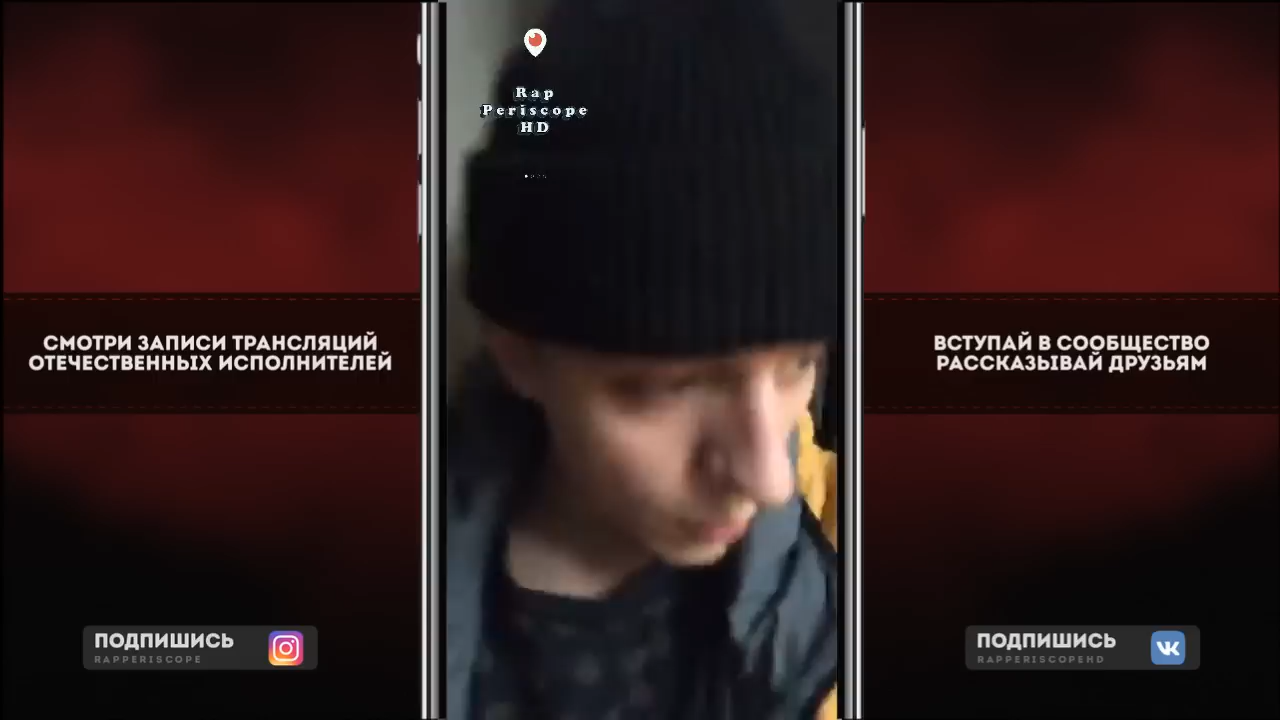 Rap
Periscope
HD
СМОТРИ ЗАПИСИ ТРАНСЛЯЦИЙ
ОТЕЧЕСТВЕННЫХ ИСПОЛНИТЕЛЕЙ
ВСТУПАЙ В СООБЩЕСТВО
РАССКАЗЫВАЙ ДРУЗЬЯМ
ПОДПИШИСЬ
RAPPERISCOPE
ПОДПИШИСЬ
RAPPERISCOPEHD